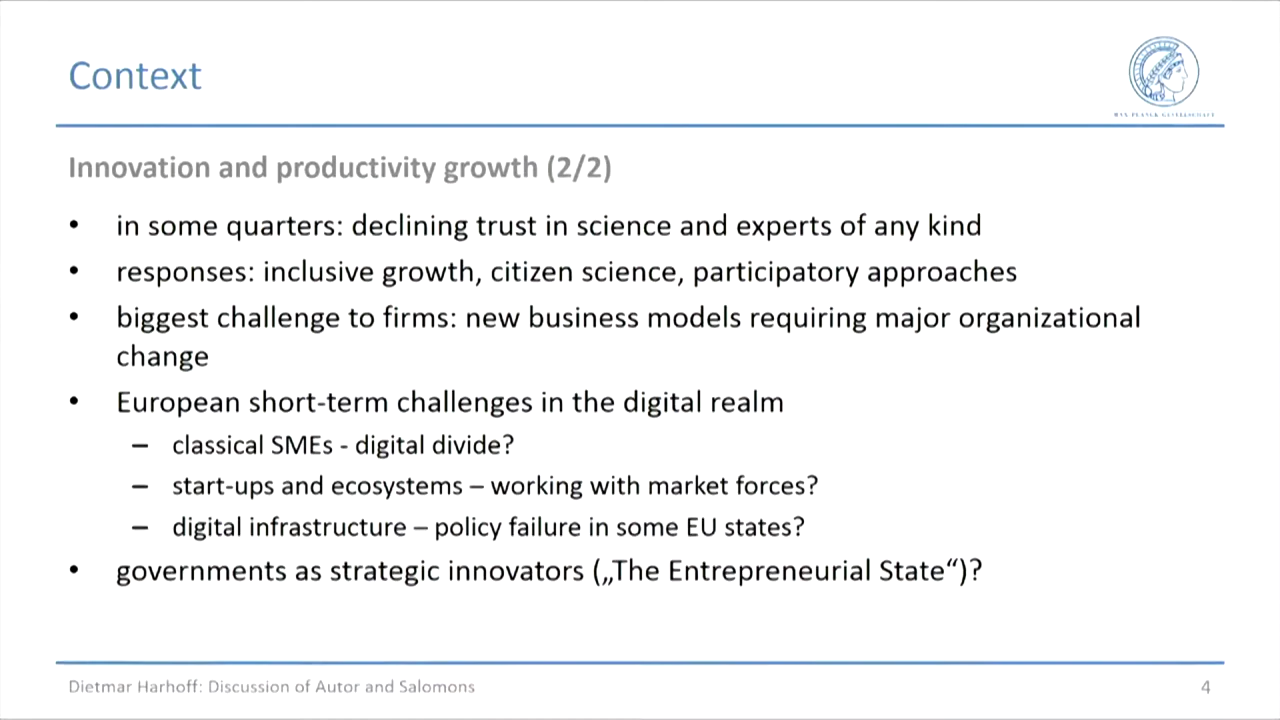 Context
MAX PLANCK GESELLSCHAFT
Innovation and productivity growth (2/2)
• in some quarters: declining trust in science and experts of any kind
• responses: inclusive growth, citizen science, participatory approaches
• biggest challenge to firms: new business models requiring major organizational
change
• European short-term challenges in the digital realm
– classical SMEs - digital divide?
– start-ups and ecosystems – working with market forces?
– digital infrastructure – policy failure in some EU states?
• governments as strategic innovators („The Entrepreneurial State“)?
Dietmar Harhoff: Discussion of Autor and Salomons
4